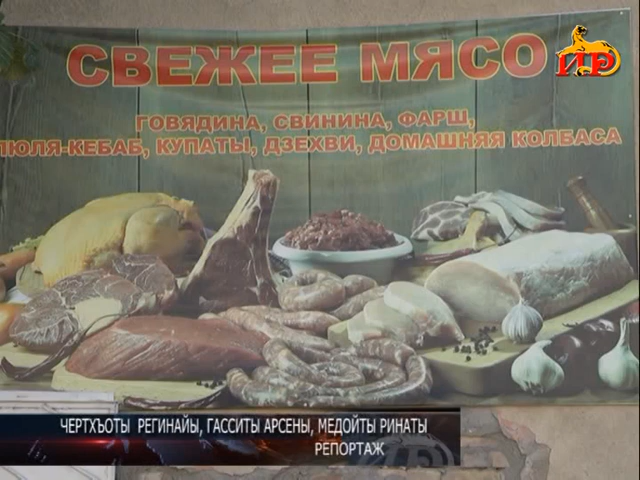 СВЕЖЕЕ МЯСО
ИР
ГОВЯДИНА, СВИНИНА, ФАРШ,
ЛЮЛЯ-КЕБАБ, КУПАТЫ, ДЗЕХВИ, ДОМАШНЯЯ КОЛБАСА
ЧЕРТХЪОТЫ РЕГИНАЙЫ, ГАССИТЫ АРСЕНЫ, МЕДОЙТЫ РИНАТЫ
РЕПОРТАЖ